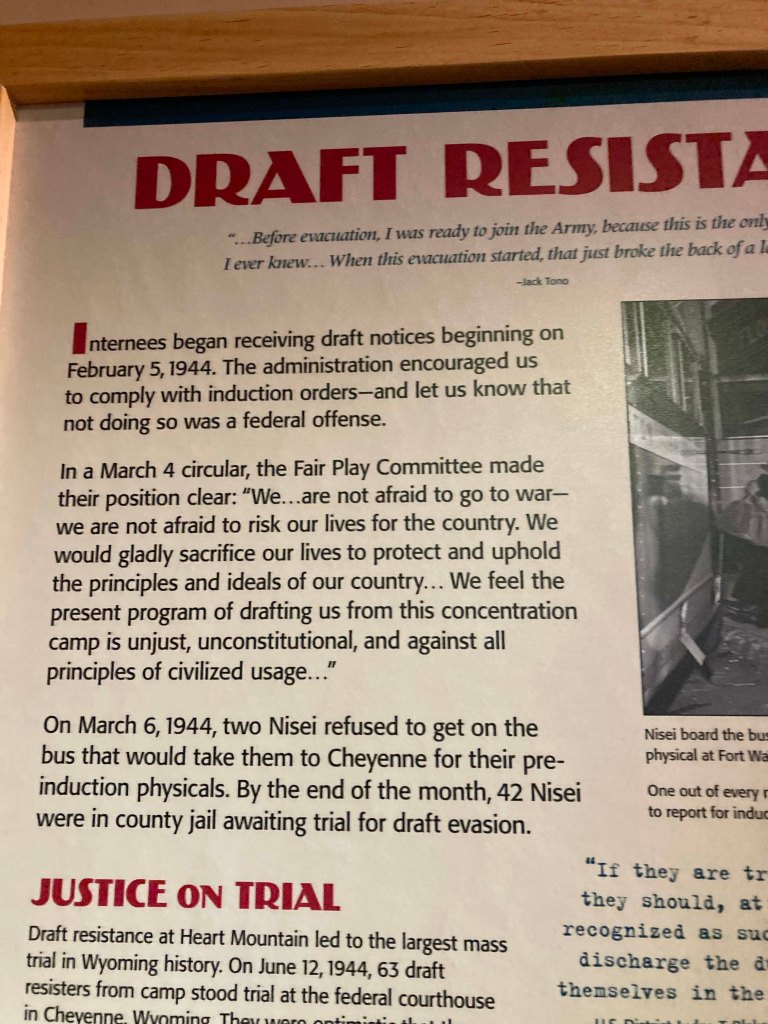 DRAFT RESISTA
"…Before evacuation, I was ready to join the Army, because this is the only
I ever knew… When this evacuation started, that just broke the back of a
–Jack Tono
Internees began receiving draft notices beginning on
February 5, 1944. The administration encouraged us
to comply with induction orders—and let us know that
not doing so was a federal offense.
In a March 4 circular, the Fair Play Committee made
their position clear: "We…are not afraid to go to war—
we are not afraid to risk our lives for the country. We
would gladly sacrifice our lives to protect and uphold
the principles and ideals of our country… We feel the
present program of drafting us from this concentration
camp is unjust, unconstitutional, and against all
principles of civilized usage…"
On March 6, 1944, two Nisei refused to get on the
bus that would take them to Cheyenne for their pre-
induction physicals. By the end of the month, 42 Nisei
were in county jail awaiting trial for draft evasion.
JUSTICE ON TRIAL
Draft resistance at Heart Mountain led to the largest mass
trial in Wyoming history. On June 12, 1944, 63 draft
resisters from camp stood trial at the federal courthouse
in Cheyenne, Wyoming. They were optimistic that the
Nisei board the bus
physical at Fort Wa
One out of every
to report for induc
"If they are tr
they should, at
recognized as suc
discharge the
themselves in the